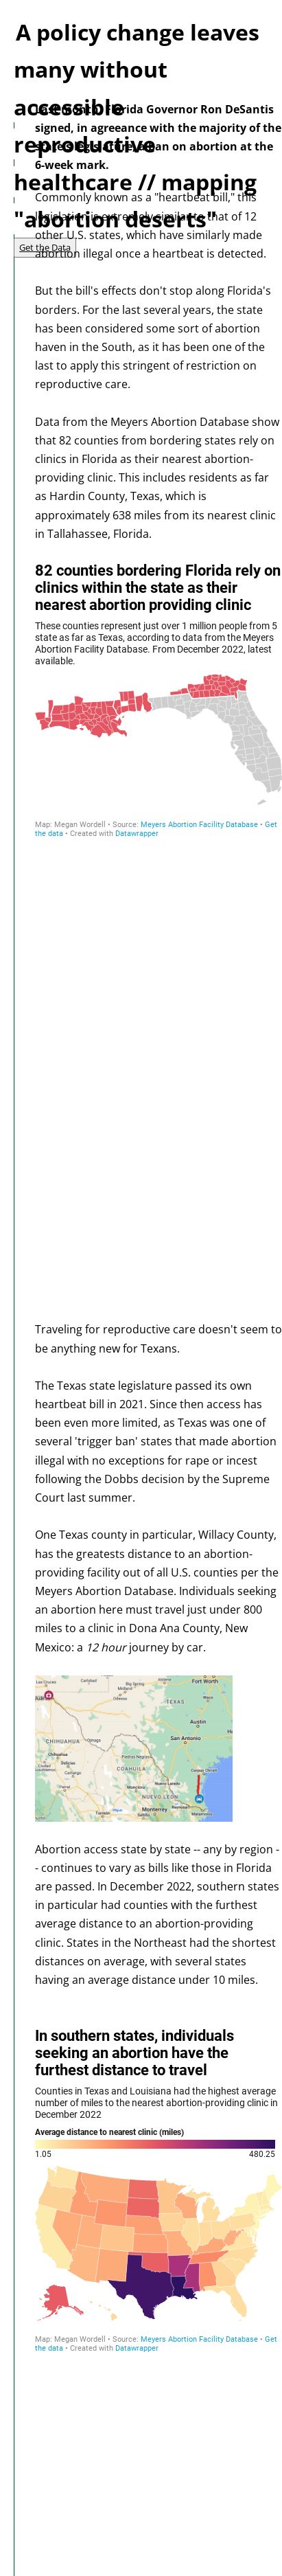 A policy change leaves
many without
accessible
reproductive
healthcare // mapping
"abortion deserts"
Get the Data
Florida Governor Ron DeSantis
signed, in agreeance with the majority of the
state's legislature, a ban on abortion at the
6-week mark.
Commonly known as a "heartbeat bill," this
legislation is extremely similar to that of 12
other U.S. states, which have similarly made
abortion illegal once a heartbeat is detected.
But the bill's effects don't stop along Florida's
borders. For the last several years, the state
has been considered some sort of abortion
haven in the South, as it has been one of the
last to apply this stringent of restriction on
reproductive care.
Data from the Meyers Abortion Database show
that 82 counties from bordering states rely on
clinics in Florida as their nearest abortion-
providing clinic. This includes residents as far
as Hardin County, Texas, which is
approximately 638 miles from its nearest clinic
in Tallahassee, Florida.
82 counties bordering Florida rely on
clinics within the state as their
nearest abortion providing clinic
These counties represent just over 1 million people from 5
state as far as Texas, according to data from the Meyers
Abortion Facility Database. From December 2022, latest
available.
Map: Megan Wordell • Source: Meyers Abortion Facility Database • Get
the data • Created with Datawrapper
Traveling for reproductive care doesn't seem to
be anything new for Texans.
The Texas state legislature passed its own
heartbeat bill in 2021. Since then access has
been even more limited, as Texas was one of
several 'trigger ban' states that made abortion
illegal with no exceptions for rape or incest
following the Dobbs decision by the Supreme
Court last summer.
One Texas county in particular, Willacy County,
has the greatests distance to an abortion-
providing facility out of all U.S. counties per the
Meyers Abortion Database. Individuals seeking
an abortion here must travel just under 800
miles to a clinic in Dona Ana County, New
Mexico: a 12 hour journey by car.
Fort Worth
TEXAS
Austin
San Antonio
CHIHUAHUA
Chihuahua
COAHUILA
NUEVO LEON
Monterrey
Abortion access state by state -- any by region -
- continues to vary as bills like those in Florida
are passed. In December 2022, southern states
in particular had counties with the furthest
average distance to an abortion-providing
clinic. States in the Northeast had the shortest
distances on average, with several states
having an average distance under 10 miles.
In southern states, individuals
seeking an abortion have the
furthest distance to travel
Counties in Texas and Louisiana had the highest average
number of miles to the nearest abortion-providing clinic in
December 2022
Average distance to nearest clinic (miles)
1.05 480.25
Map: Megan Wordell • Source: Meyers Abortion Facility Database • Get
the data • Created with Datawrapper